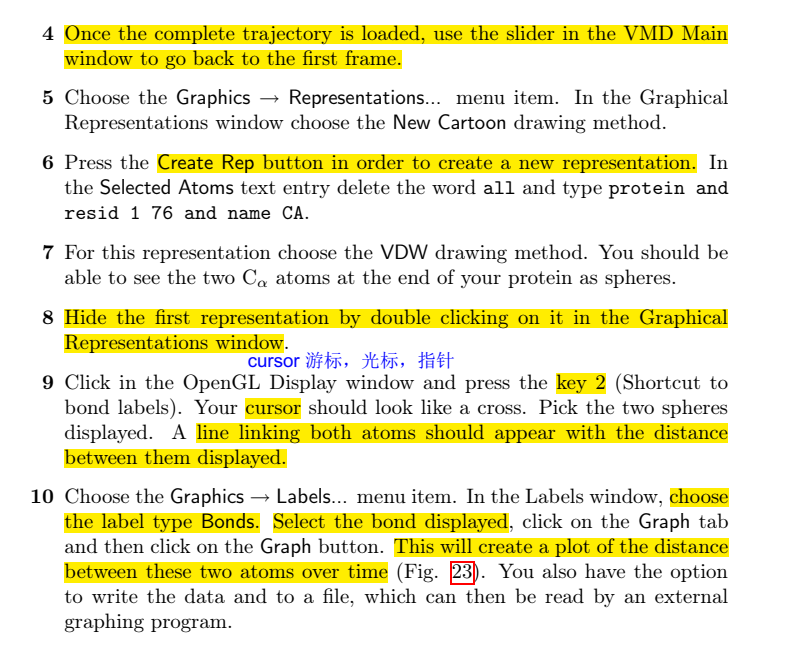 4 Once the complete trajectory is loaded, use the slider in the VMD Main
window to go back to the first frame.
5 Choose the Graphics → Representations... menu item. In the Graphical
Representations window choose the New Cartoon drawing method.
6 Press the Create Rep button in order to create a new representation. In
the Selected Atoms text entry delete the word all and type protein and
resid 1 76 and name CA.
7 For this representation choose the VDW drawing method. You should be
able to see the two Cα atoms at the end of your protein as spheres.
8 Hide the first representation by double clicking on it in the Graphical
Representations window.
cursor 游标，光标，指针
9 Click in the OpenGL Display window and press the key 2 (Shortcut to
bond labels). Your cursor should look like a cross. Pick the two spheres
displayed. A line linking both atoms should appear with the distance
between them displayed.
10 Choose the Graphics → Labels... menu item. In the Labels window, choose
the label type Bonds. Select the bond displayed, click on the Graph tab
and then click on the Graph button. This will create a plot of the distance
between these two atoms over time (Fig. 23). You also have the option
to write the data and to a file, which can then be read by an external
graphing program.